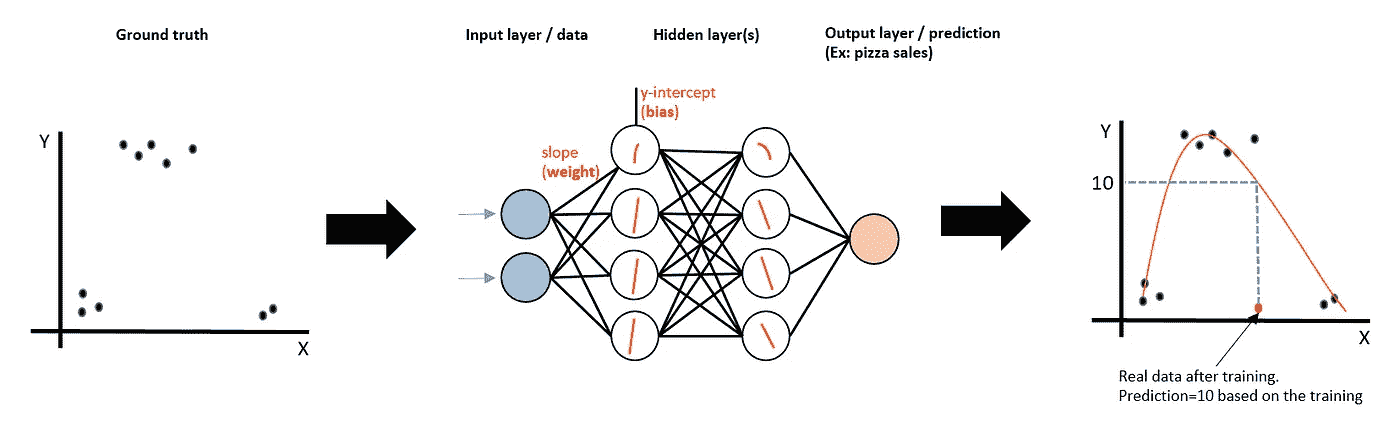 Ground truth
Input layer / data
Hidden layer(s)
Output layer / prediction
(Ex: pizza sales)
Y
X
y-intercept
(bias)
slope
(weight)
Y
10
X
Real data after training.
Prediction=10 based on the training